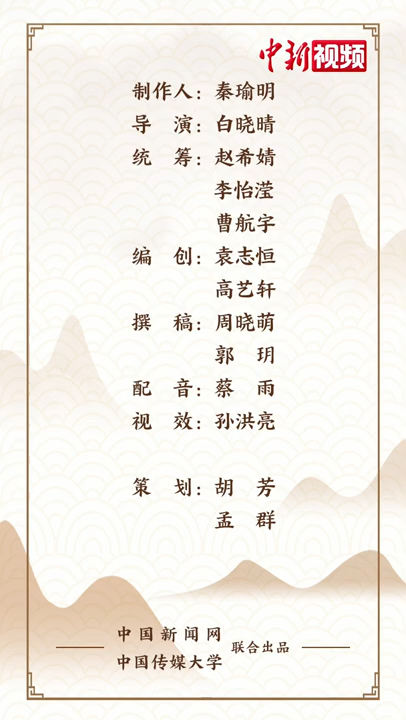 中新视频
制作人：秦瑜明
导 演：白晓晴
统 筹：赵希婧
李怡滢
曹航宇
编 创：袁志恒
高艺轩
撰 稿：周晓萌
郭 玥
配 音：蔡 雨
视 效：孙洪亮
策 划：胡 芳
孟 群
中国新闻网
中国传媒大学
联合出品